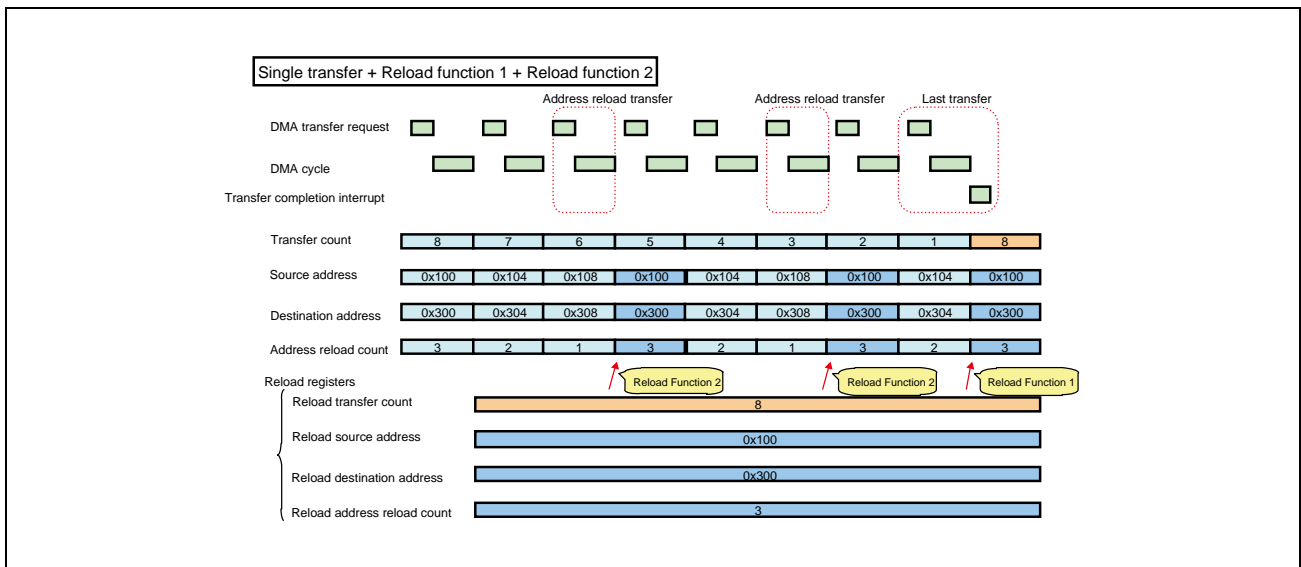 Single transfer + Reload function 1 + Reload function 2
Address reload transfer Address reload transfer Last transfer
DMA transfer request
DMA cycle
Transfer completion interrupt
Transfer count 8 7 6 5 4 3 2 1 8
Source address 0x100 0x104 0x108 0x100 0x104 0x108 0x100 0x104 0x100
Destination address 0x300 0x304 0x308 0x300 0x304 0x308 0x300 0x304 0x300
Address reload count 3 2 1 3 2 1 3 2 3
Reload registers Reload Function 2 Reload Function 2 Reload Function 1
Reload transfer count 8
Reload source address 0x100
Reload destination address 0x300
Reload address reload count 3